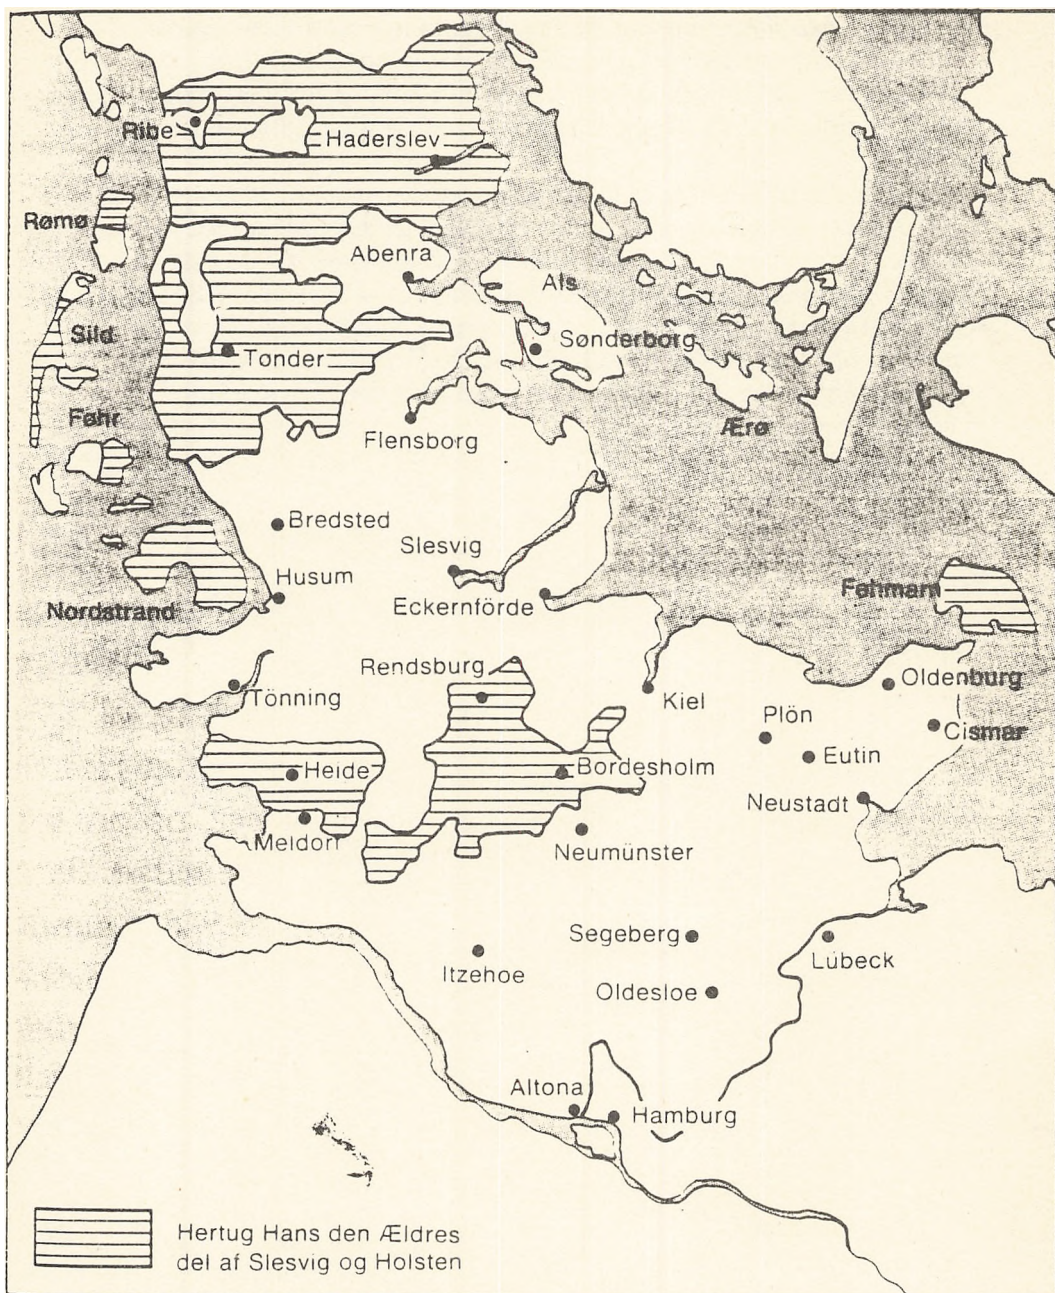 Ribe
Haderslev
Rømø
Abenra
Als
Sønderborg
Sild
Tønder
Føhr
Flensborg
Ærø
Bredsted
Slesvig
Husum
Eckernförde
Fehmarn
Nordstrand
Rendsburg
Tönning
Kiel
Oldenburg
Plön
Cismar
Heide
Bordesholm
Eutin
Neustadt
Meldorf
Neumünster
Segeberg
Lübeck
Itzehoe
Oldesloe
Altona
Hamburg
Hertug Hans den Ældres
del af Slesvig og Holsten